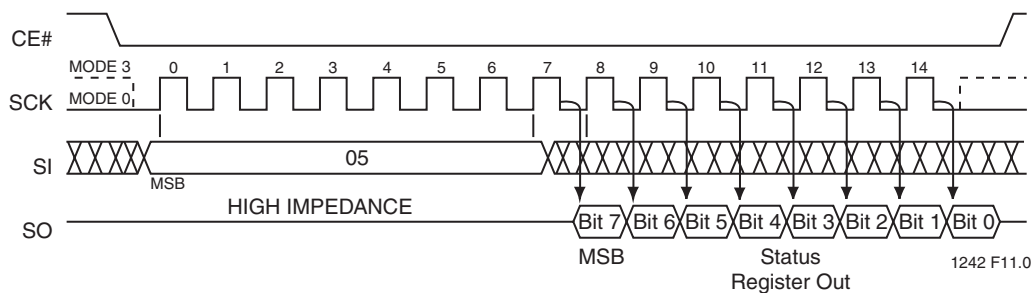 CE#
MODE 3
0 1 2 3 4 5 6 7 8 9 10 11 12 13 14
SCK
MODE 0
SI
05
MSB
HIGH IMPEDANCE
SO
Bit 7 Bit 6 Bit 5 Bit 4 Bit 3 Bit 2 Bit 1 Bit 0
MSB
Status
Register Out
1242 F11.0